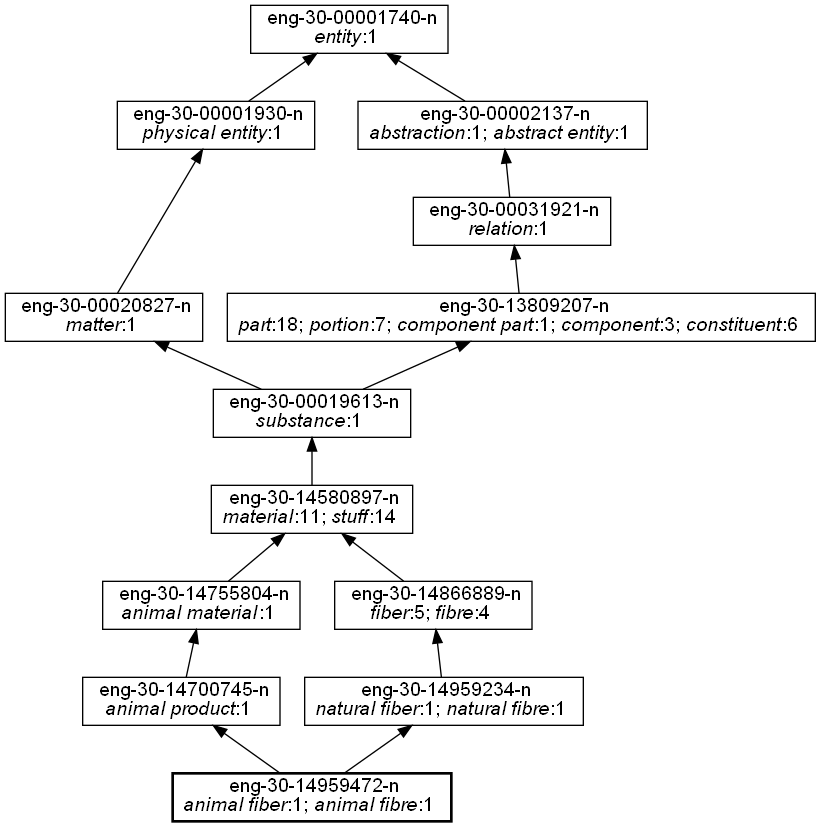 eng-30-00001740-n
entity:1
eng-30-00001930-n
physical entity:1
eng-30-00002137-n
abstraction:1; abstract entity:1
eng-30-00031921-n
relation:1
eng-30-00020827-n
matter:1
eng-30-13809207-n
part:18; portion:7; component part:1; component:3; constituent:6
eng-30-00019613-n
substance:1
eng-30-14580897-n
material:11; stuff:14
eng-30-14755804-n
animal material:1
eng-30-14866889-n
fiber:5; fibre:4
eng-30-14700745-n
animal product:1
eng-30-14959234-n
natural fiber:1; natural fibre:1
eng-30-14959472-n
animal fiber:1; animal fibre:1